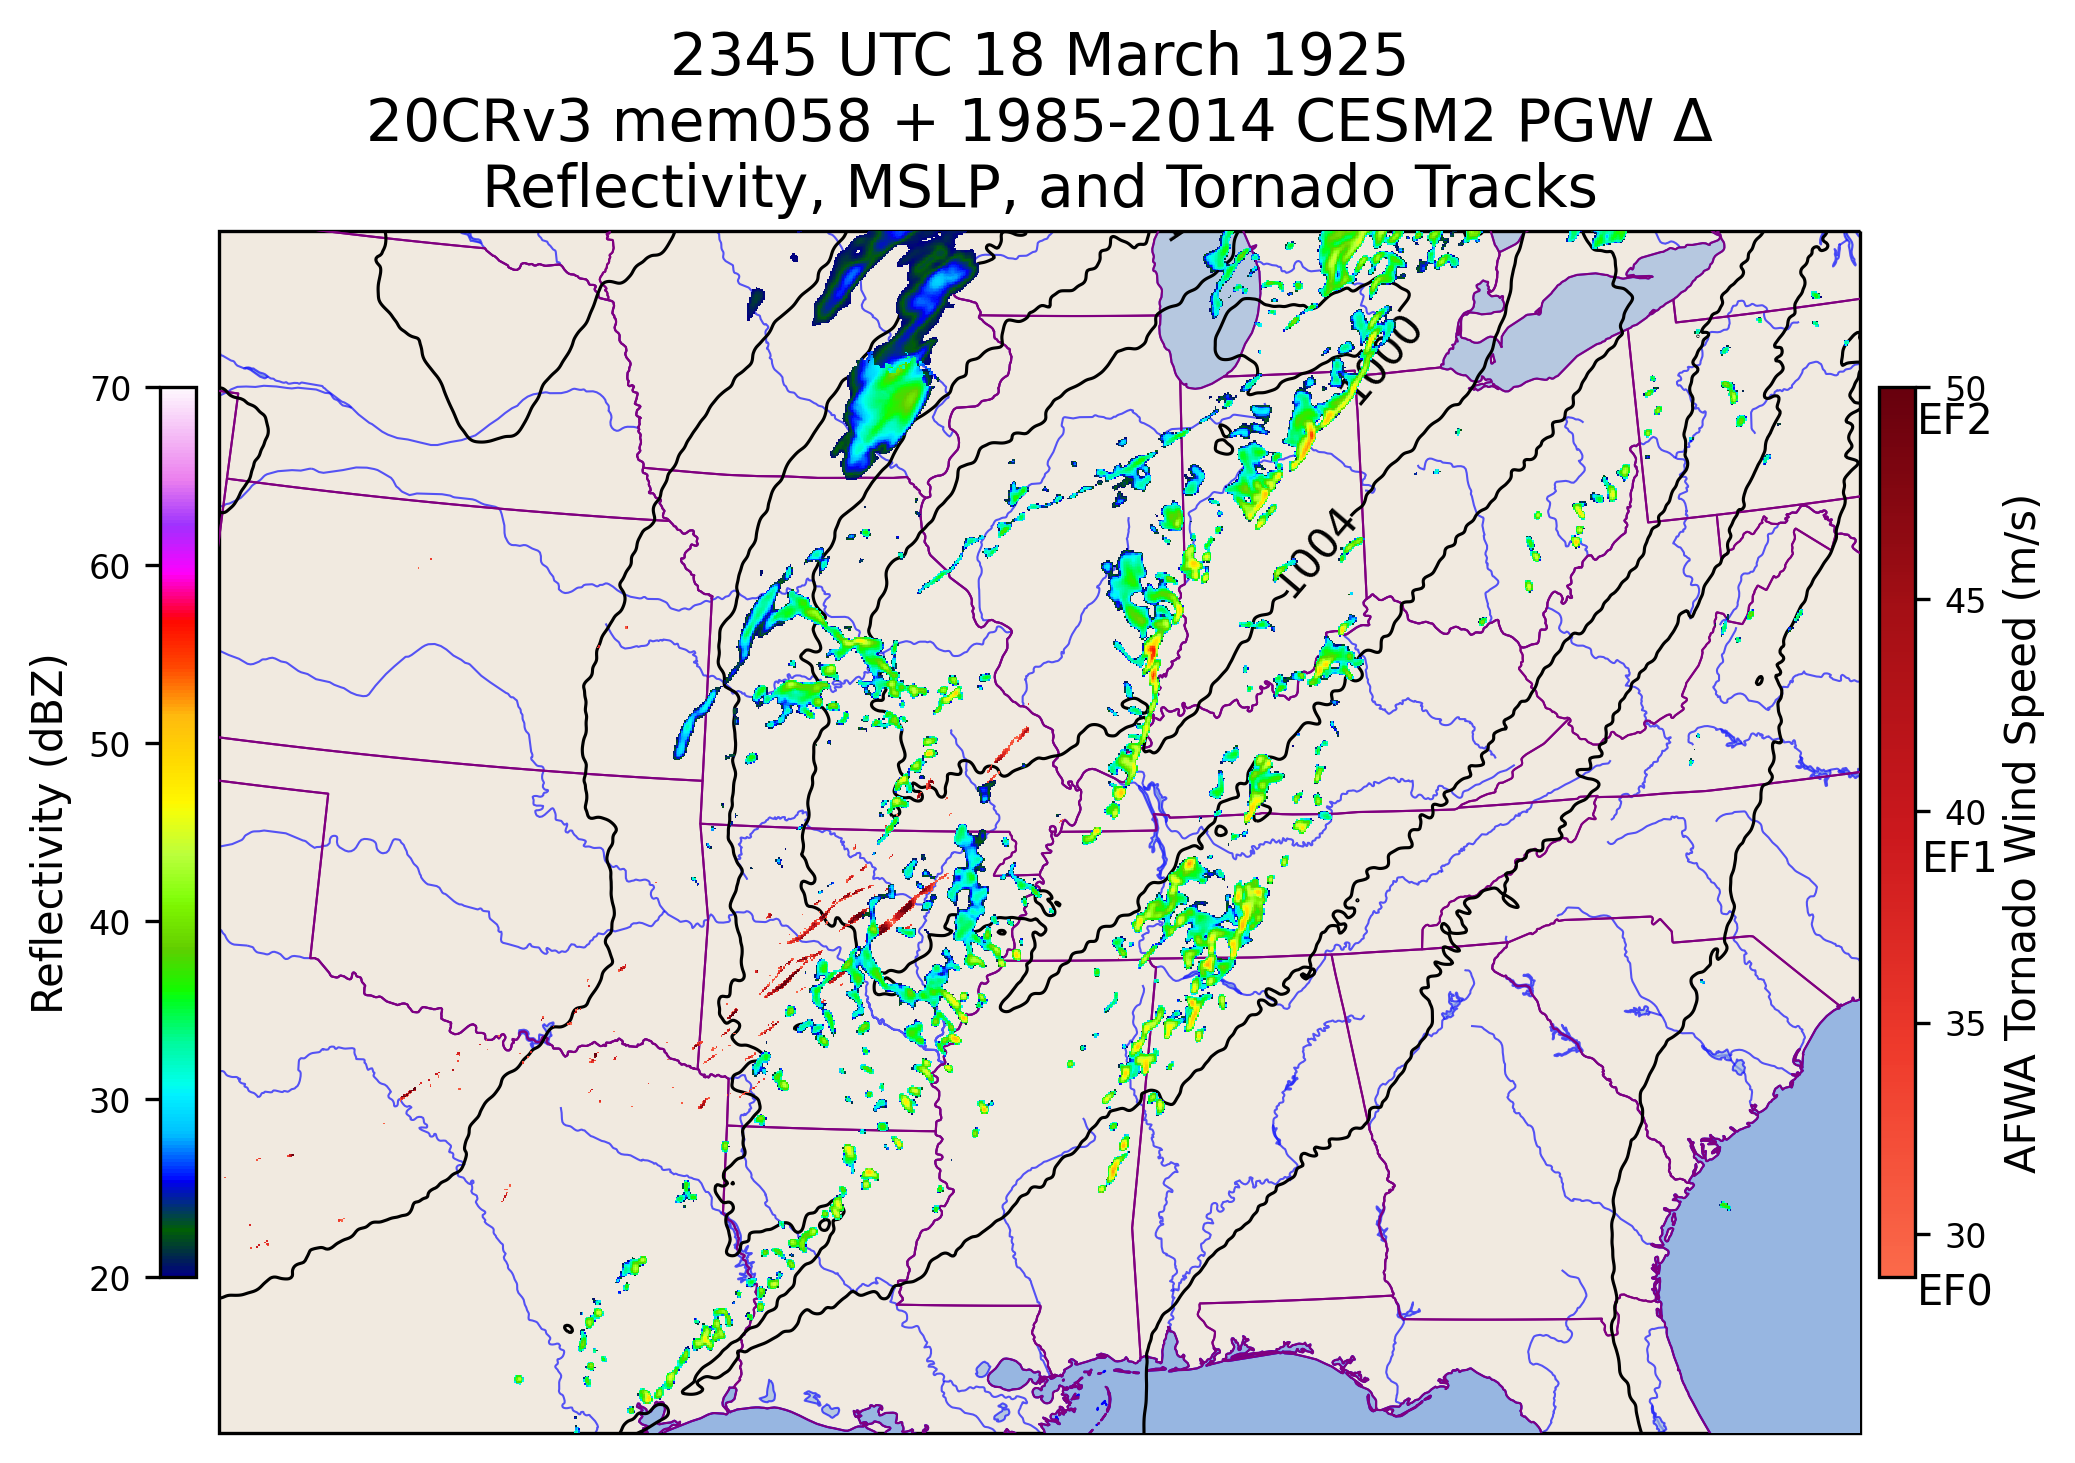 2345 UTC 18 March 1925
20CRv3 mem058 + 1985-2014 CESM2 PGW Δ
Reflectivity, MSLP, and Tornado Tracks
70
60
50
40
30
20
Reflectivity (dBZ)
1000
1004
50
EF2
45
40
EF1
35
30
EF0
AFWA Tornado Wind Speed (m/s)